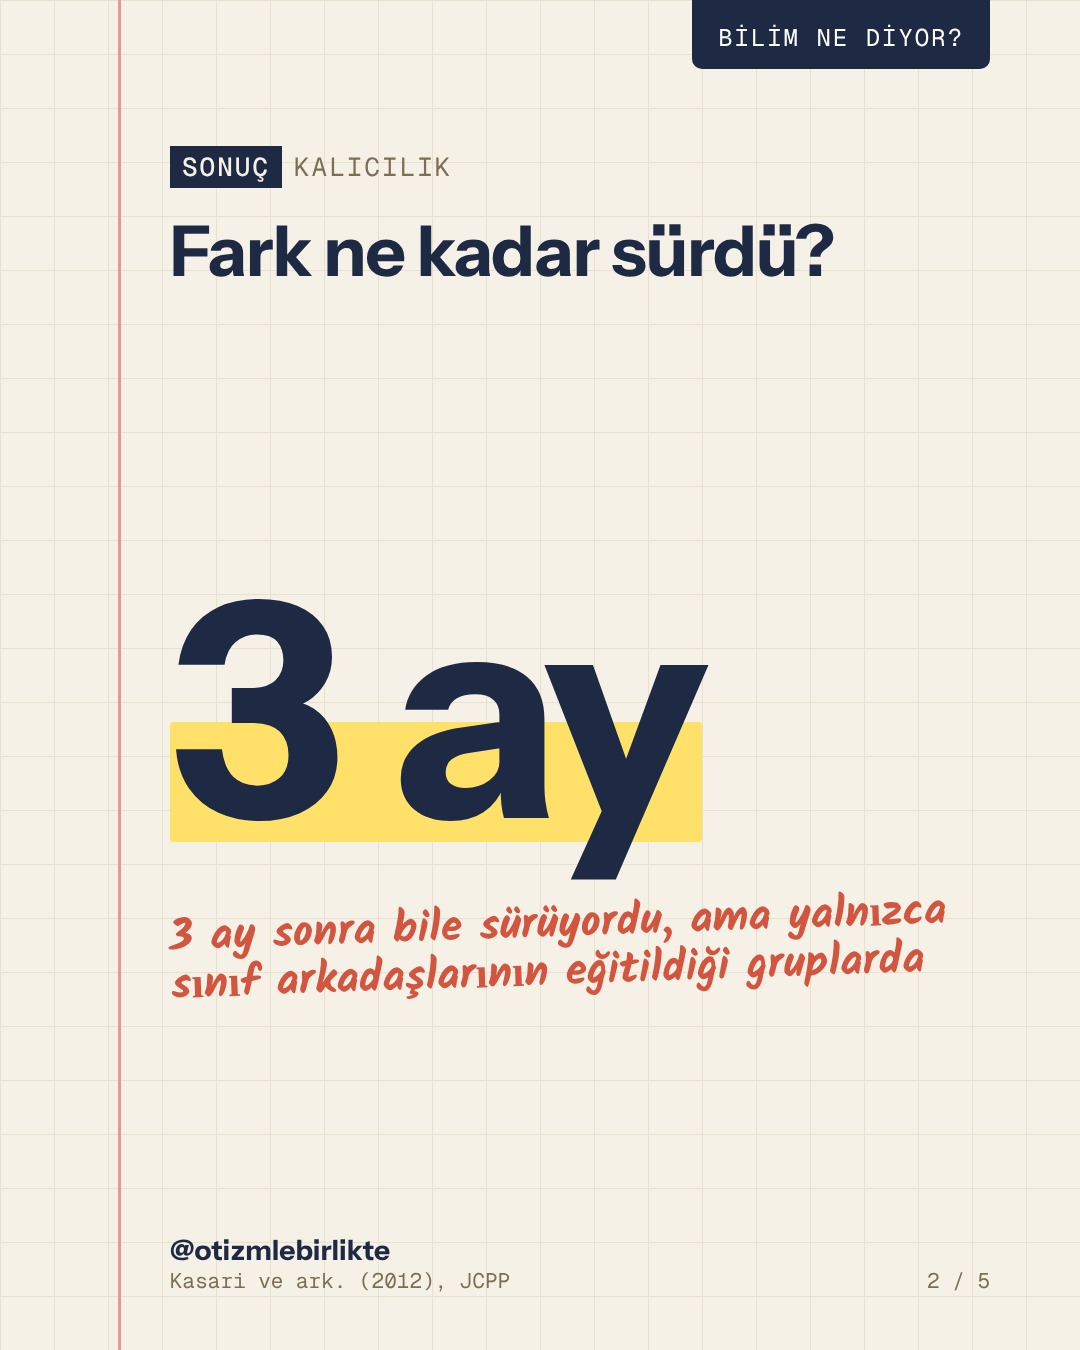 BİLİM NE DİYOR?
SONUÇ KALICILIK
Fark ne kadar sürdü?
3 ay
3 ay sonra bile sürüyordu, ama yalnızca
sınıf arkadaşlarının eğitildiği gruplarda
@otizmlebirlikte
Kasari ve ark. (2012), JCPP
2 / 5